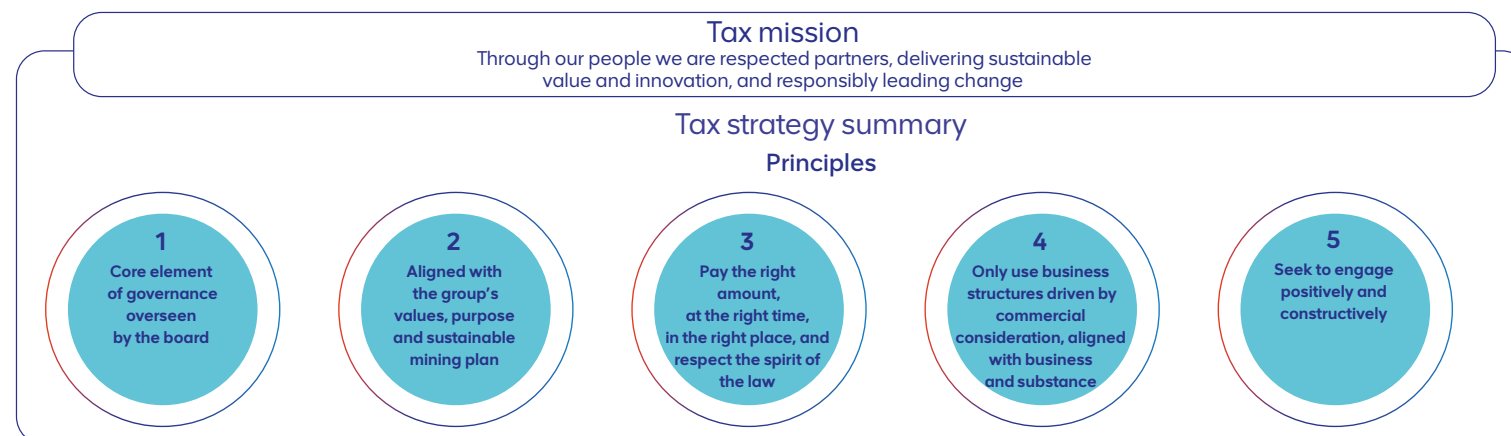 Tax mission
Through our people we are respected partners, delivering sustainable
value and innovation, and responsibly leading change
Tax strategy summary
Principles
1
Core element
of governance
overseen
by the board
2
Aligned with
the group's
values, purpose
and sustainable
mining plan
3
Pay the right
amount,
at the right time,
in the right place, and
respect the spirit of
the law
4
Only use business
structures driven by
commercial
consideration, aligned
with business
and substance
5
Seek to engage
positively and
constructively